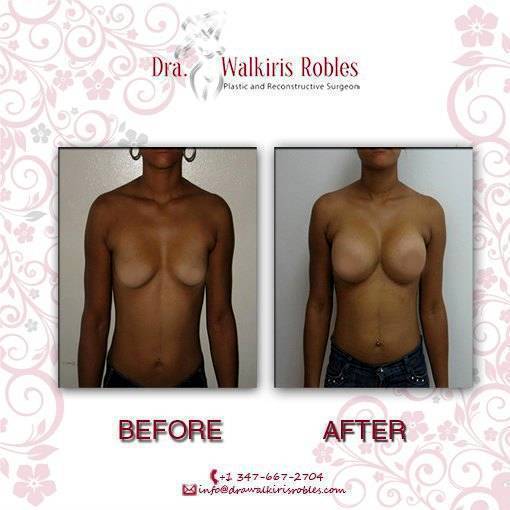 Dra. Walkiris Robles
Plastic and Reconstructive Surgeon
BEFORE
AFTER
+1 347-667-2704
info@drawalkirisrobles.com